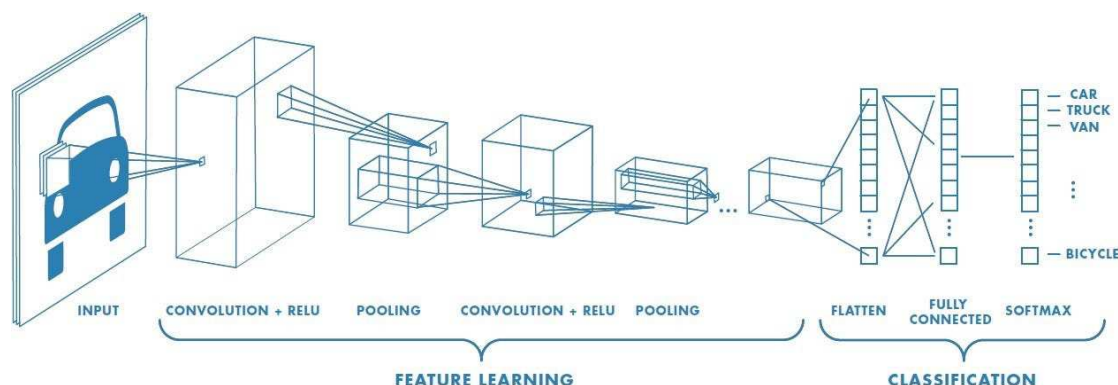 CAR
TRUCK
VAN
BICYCLE
INPUT
CONVOLUTION + RELU
POOLING
CONVOLUTION + RELU
POOLING
FLATTEN
FULLY
CONNECTED
SOFTMAX
FEATURE LEARNING
CLASSIFICATION